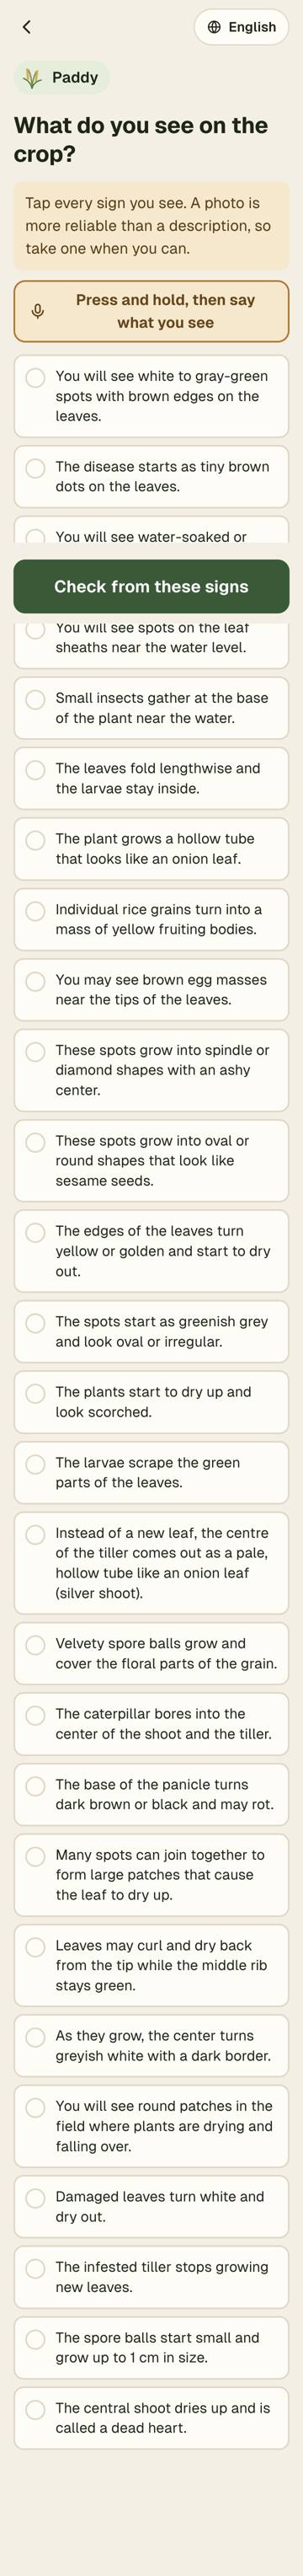 English
Paddy
What do you see on the
crop?
Tap every sign you see. A photo is
more reliable than a description, so
take one when you can.
Press and hold, then say
what you see
You will see white to gray-green
spots with brown edges on the
leaves.
The disease starts as tiny brown
dots on the leaves.
You will see water-soaked or
Check from these signs
You will see spots on the leaf
sheaths near the water level.
Small insects gather at the base
of the plant near the water.
The leaves fold lengthwise and
the larvae stay inside.
The plant grows a hollow tube
that looks like an onion leaf.
Individual rice grains turn into a
mass of yellow fruiting bodies.
You may see brown egg masses
near the tips of the leaves.
These spots grow into spindle or
diamond shapes with an ashy
center.
These spots grow into oval or
round shapes that look like
sesame seeds.
The edges of the leaves turn
yellow or golden and start to dry
out.
The spots start as greenish grey
and look oval or irregular.
The plants start to dry up and
look scorched.
The larvae scrape the green
parts of the leaves.
Instead of a new leaf, the centre
of the tiller comes out as a pale,
hollow tube like an onion leaf
(silver shoot).
Velvety spore balls grow and
cover the floral parts of the grain.
The caterpillar bores into the
center of the shoot and the tiller.
The base of the panicle turns
dark brown or black and may rot.
Many spots can join together to
form large patches that cause
the leaf to dry up.
Leaves may curl and dry back
from the tip while the middle rib
stays green.
As they grow, the center turns
greyish white with a dark border.
You will see round patches in the
field where plants are drying and
falling over.
Damaged leaves turn white and
dry out.
The infested tiller stops growing
new leaves.
The spore balls start small and
grow up to 1 cm in size.
The central shoot dries up and is
called a dead heart.